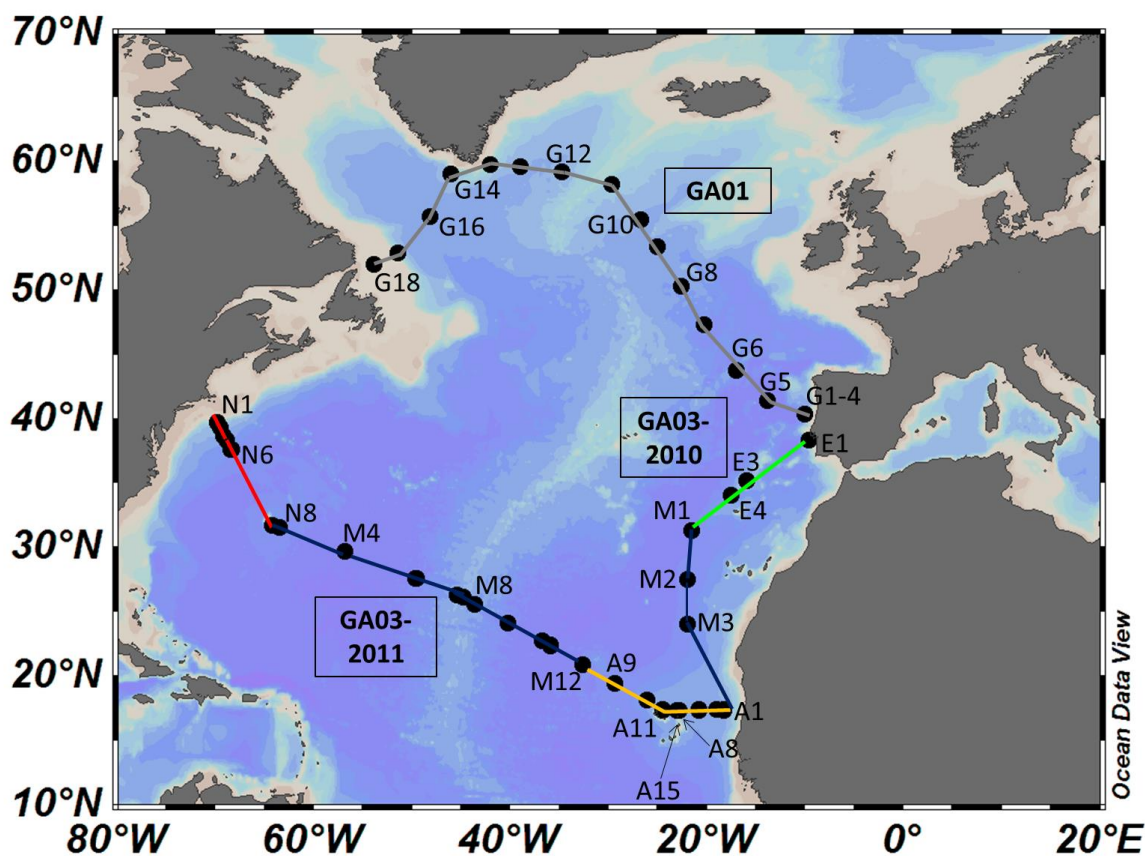 70°N
60°N
50°N
40°N
30°N
20°N
10°N
G12
G14
GA01
G16
G10
G18
G8
G6
G5
G1-4
N1
GA03-
2010
E1
N6
E3
E4
N8
M1
M4
M2
M8
M3
GA03-
2011
A9
M12
A11
A1
A8
A15
80°W
60°W
40°W
20°W
0°
20°E
Ocean Data View